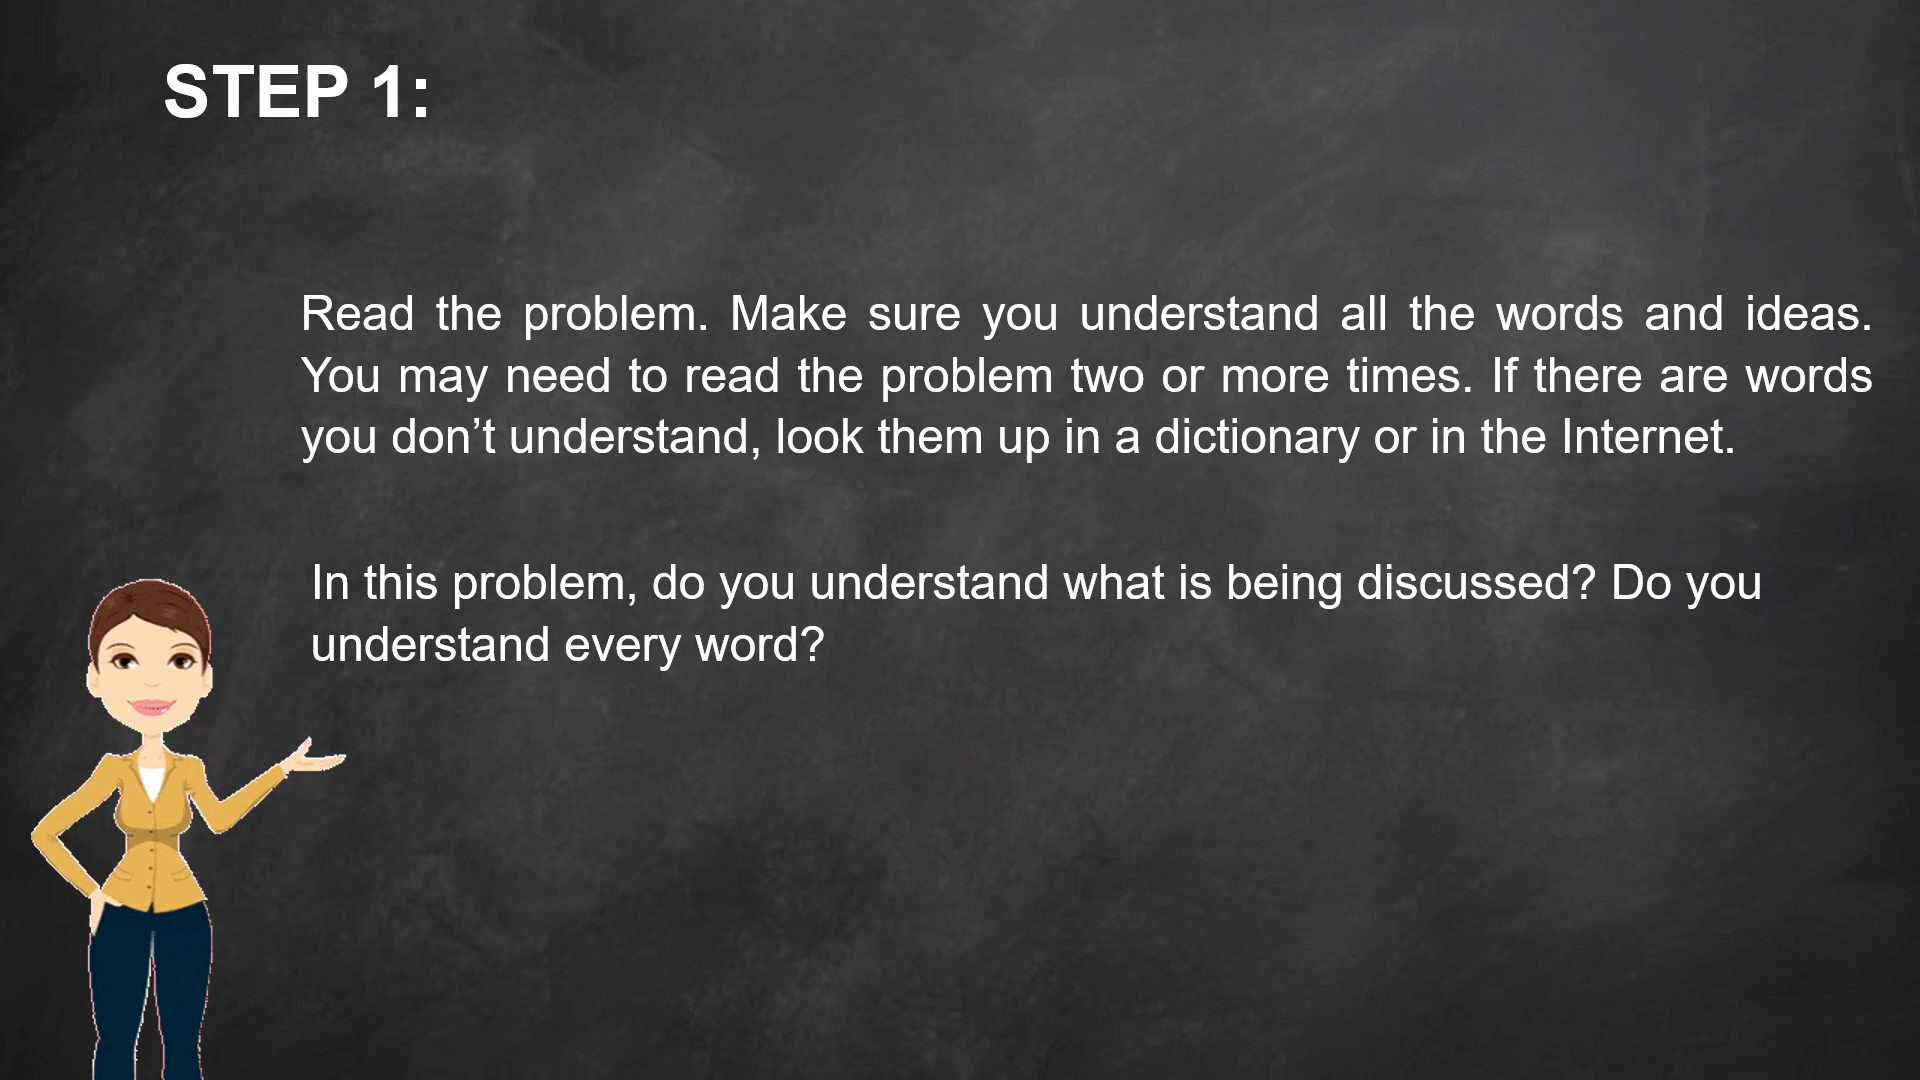 STEP 1:
Read the problem. Make sure you understand all the words and ideas.
You may need to read the problem two or more times. If there are words
you don’t understand, look them up in a dictionary or in the Internet.
In this problem, do you understand what is being discussed? Do you
understand every word?